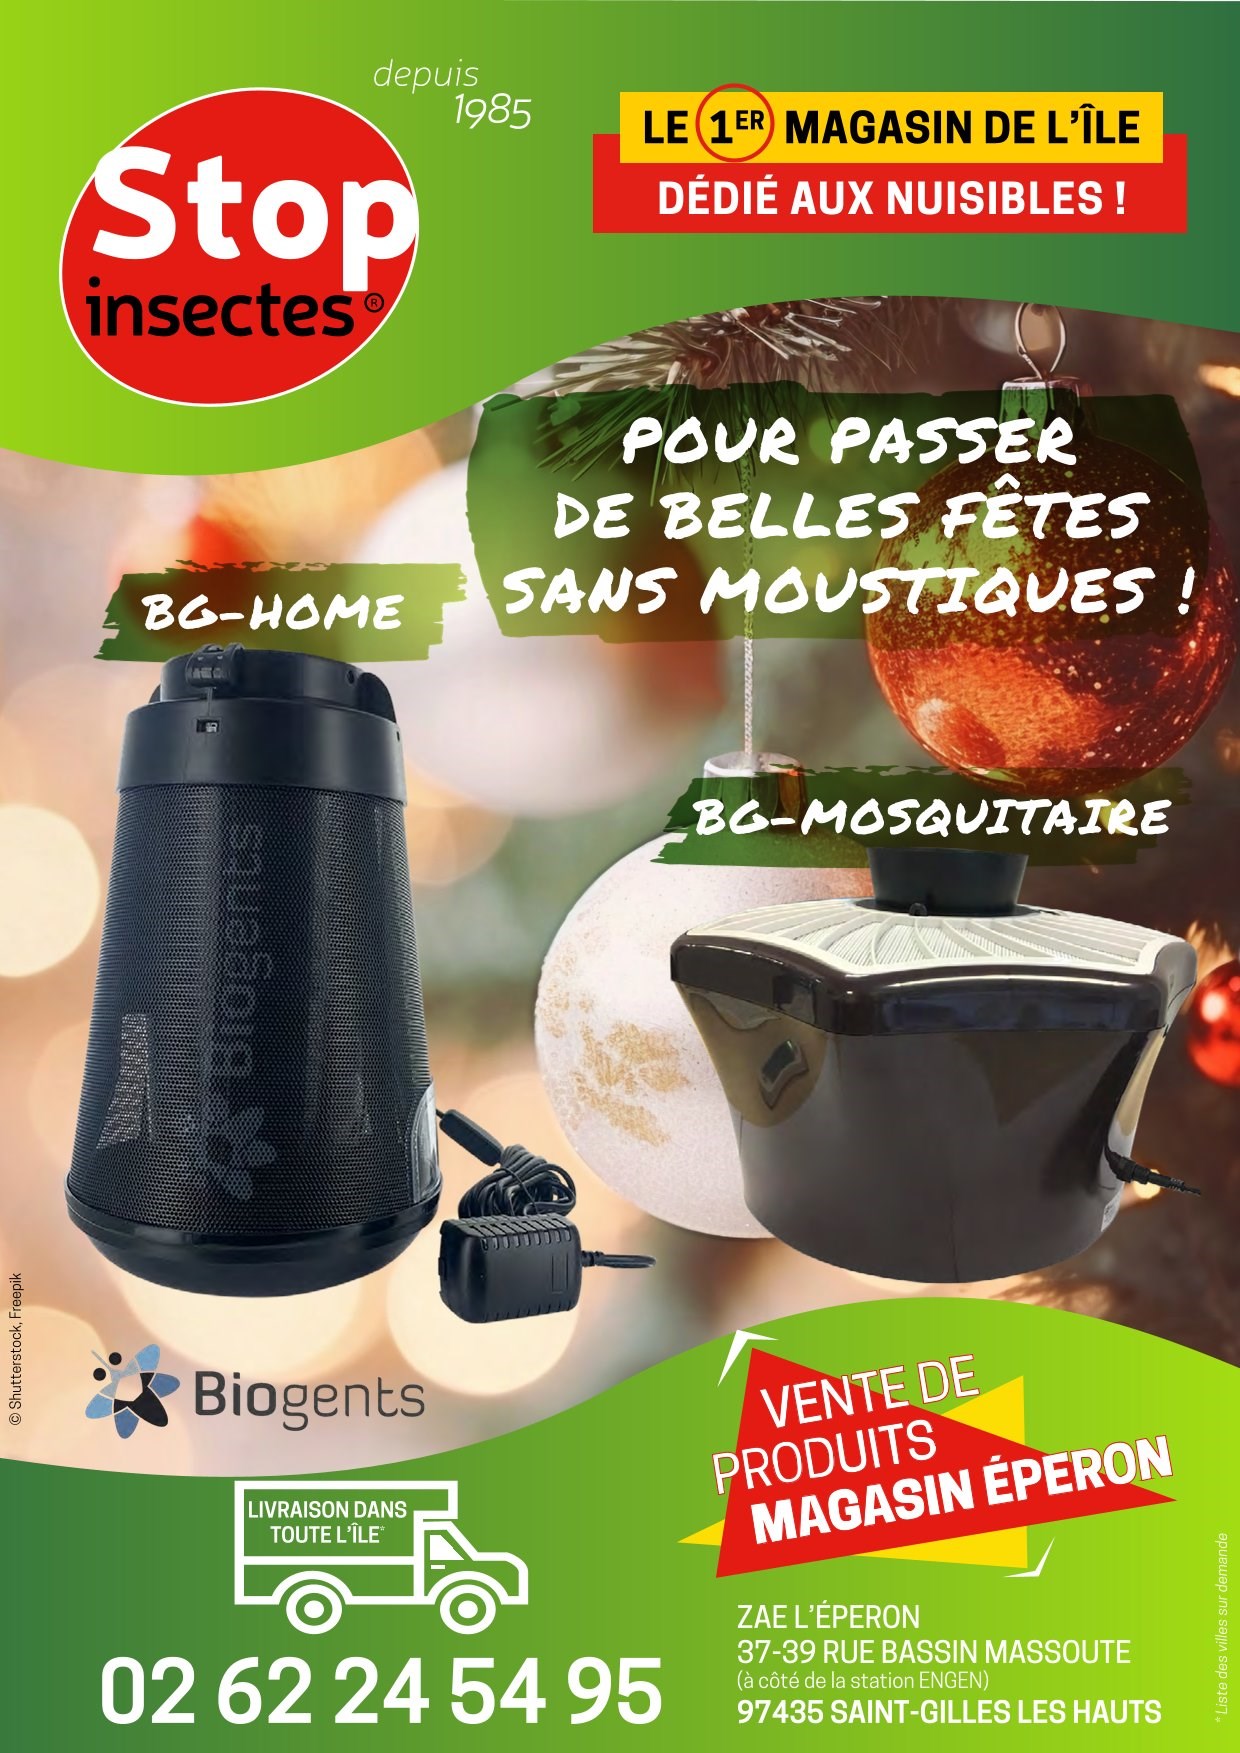 depuis
1985
Stop
insectes®
LE 1ER MAGASIN DE L'ÎLE
DÉDIÉ AUX NUISIBLES !
POUR PASSER
DE BELLES FÊTES
SANS MOUSTIQUES !
BG-HOME
BG-MOSQUITAIRE
Biogents
© Shutterstock, Freepik
Biogents
VENTE DE
PRODUITS
MAGASIN ÉPERON
LIVRAISON DANS
TOUTE L'ÎLE*
02 62 24 54 95
ZAE L'ÉPERON
37-39 RUE BASSIN MASSOUTE
(à côté de la station ENGEN)
97435 SAINT-GILLES LES HAUTS
* Liste des villes sur demande